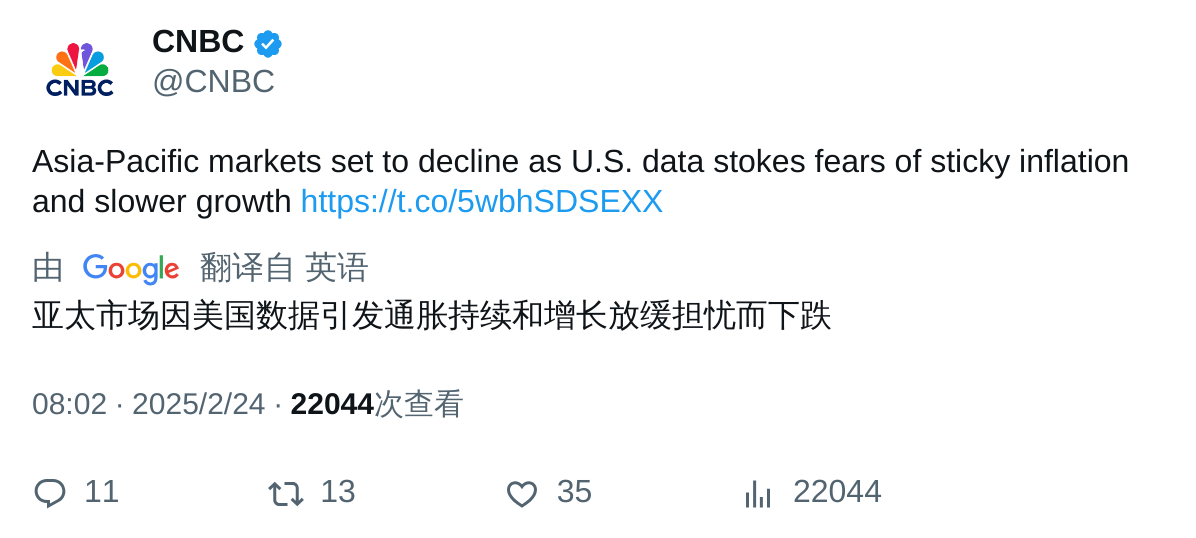 CNBC
CNBC
@CNBC
Asia-Pacific markets set to decline as U.S. data stokes fears of sticky inflation
and slower growth https://t.co/5wbhSDSEXX
由 Google 翻译自 英语
亚太市场因美国数据引发通胀持续和增长放缓担忧而下跌
08:02 · 2025/2/24 · 22044次查看
11 13 35 22044